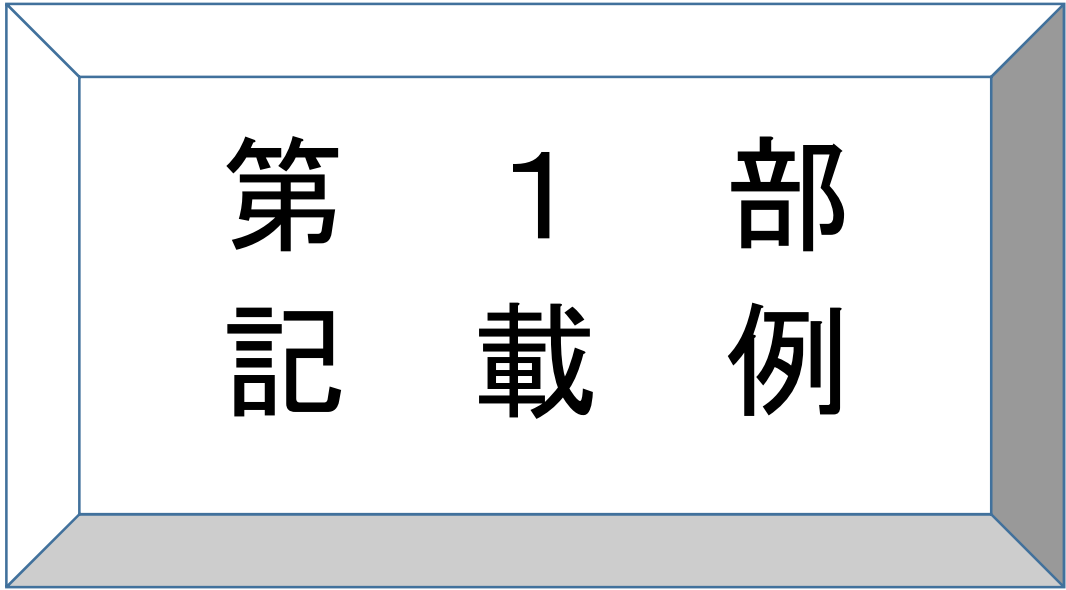 第　１　部
記　載　例